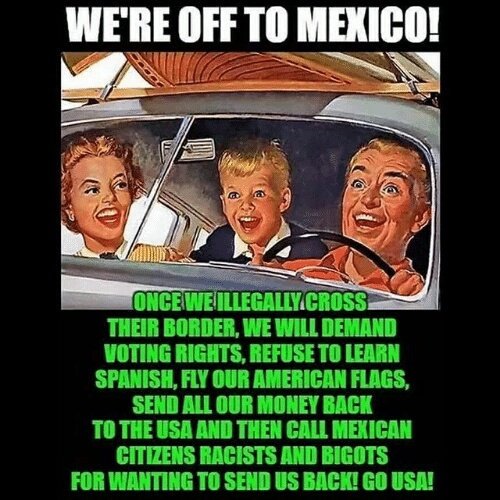 WE'RE OFF TO MEXICO!
ONCE WE ILLEGALLY CROSS
THEIR BORDER, WE WILL DEMAND
VOTING RIGHTS, REFUSE TO LEARN
SPANISH, FLY OUR AMERICAN FLAGS,
SEND ALL OUR MONEY BACK
TO THE USA AND THEN CALL MEXICAN
CITIZENS RACISTS AND BIGOTS
FOR WANTING TO SEND US BACK! GO USA!